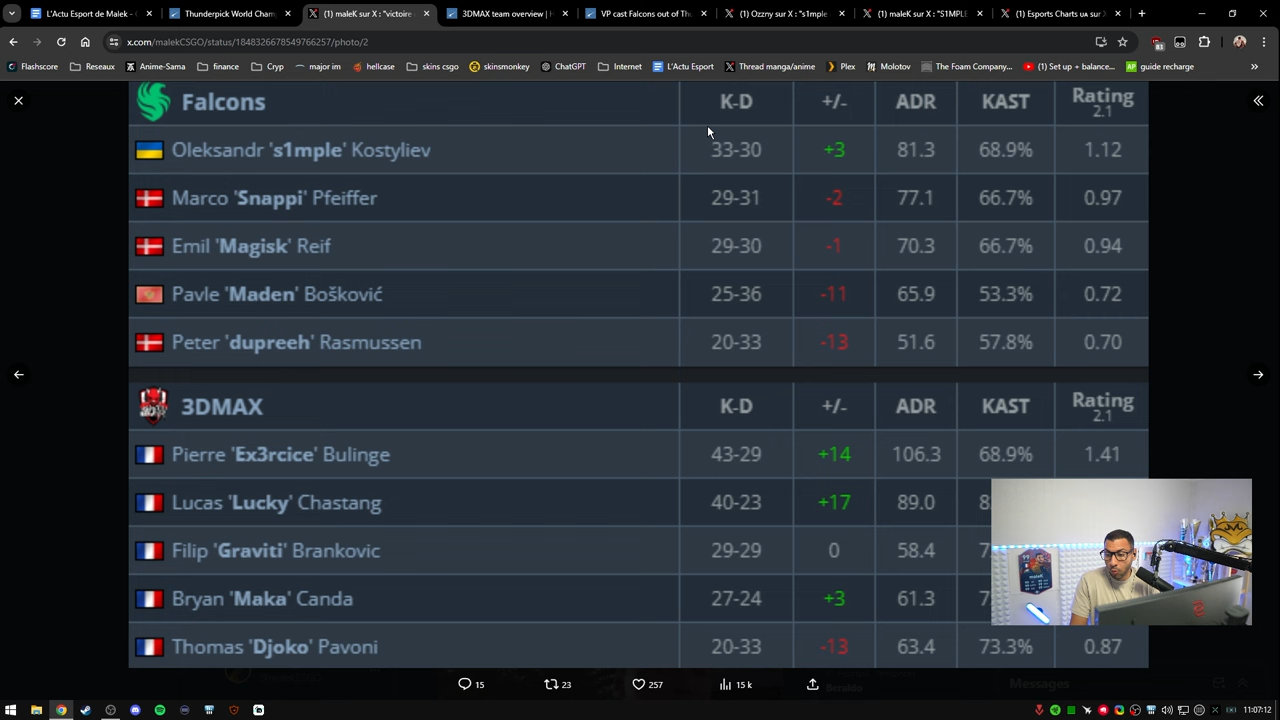 L'Actu Esport de Malek - G
Thunderpick World Cham
(1) maleK sur X : "victoire
3DMAX team overview | H
VP cast Falcons out of Thu
(1) Ozzny sur X : "s1mple
(1) maleK sur X : "S1MPLE
(1) Esports Charts ua sur X
x.com/malekCSGO/status/1848326678549766257/photo/2
83
Flashscore
Reseaux
Anime-Sama
finance
Cryp
major im
hellcase
skins csgo
skinsmonkey
ChatGPT
Internet
L'Actu Esport
Thread manga/anime
Plex
Molotov
The Foam Company...
(1) Set up + balance...
guide recharge
Falcons K-D +/- ADR KAST Rating 2.1
Oleksandr 's1mple' Kostyliev 33-30 +3 81.3 68.9% 1.12
Marco 'Snappi' Pfeiffer 29-31 -2 77.1 66.7% 0.97
Emil 'Magisk' Reif 29-30 -1 70.3 66.7% 0.94
Pavle 'Maden' Bošković 25-36 -11 65.9 53.3% 0.72
Peter 'dupreeh' Rasmussen 20-33 -13 51.6 57.8% 0.70
3DMAX K-D +/- ADR KAST Rating 2.1
Pierre 'Ex3rcice' Bulinge 43-29 +14 106.3 68.9% 1.41
Lucas 'Lucky' Chastang 40-23 +17 89.0
Filip 'Graviti' Brankovic 29-29 0 58.4
Bryan 'Maka' Canda 27-24 +3 61.3
Thomas 'Djoko' Pavoni 20-33 -13 63.4 73.3% 0.87
15 23 257 15 k
Messages
11:07:12